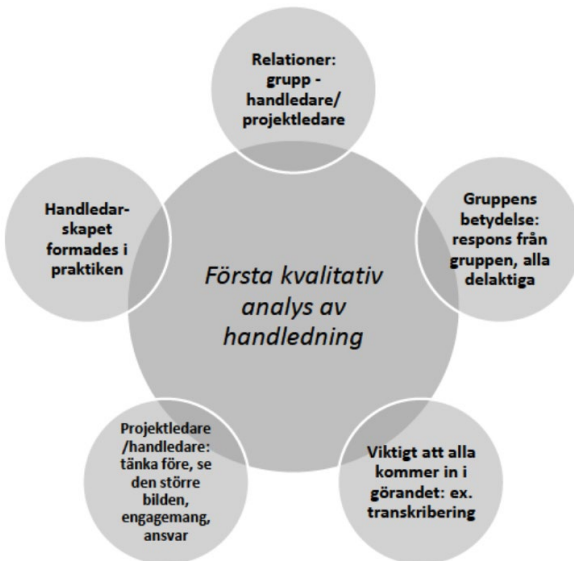 Relationer:
grupp -
handledare/
projektledare
Gruppens
betydelse:
respons från
gruppen, alla
delaktiga
Viktigt att alla
kommer in i
görandet: ex.
transkribering
Projektledare
/handledare:
tänka före, se
den större
bilden,
engagemang,
ansvar
Handledar-
skapet
formades i
praktiken
Första kvalitativ
analys av
handledning